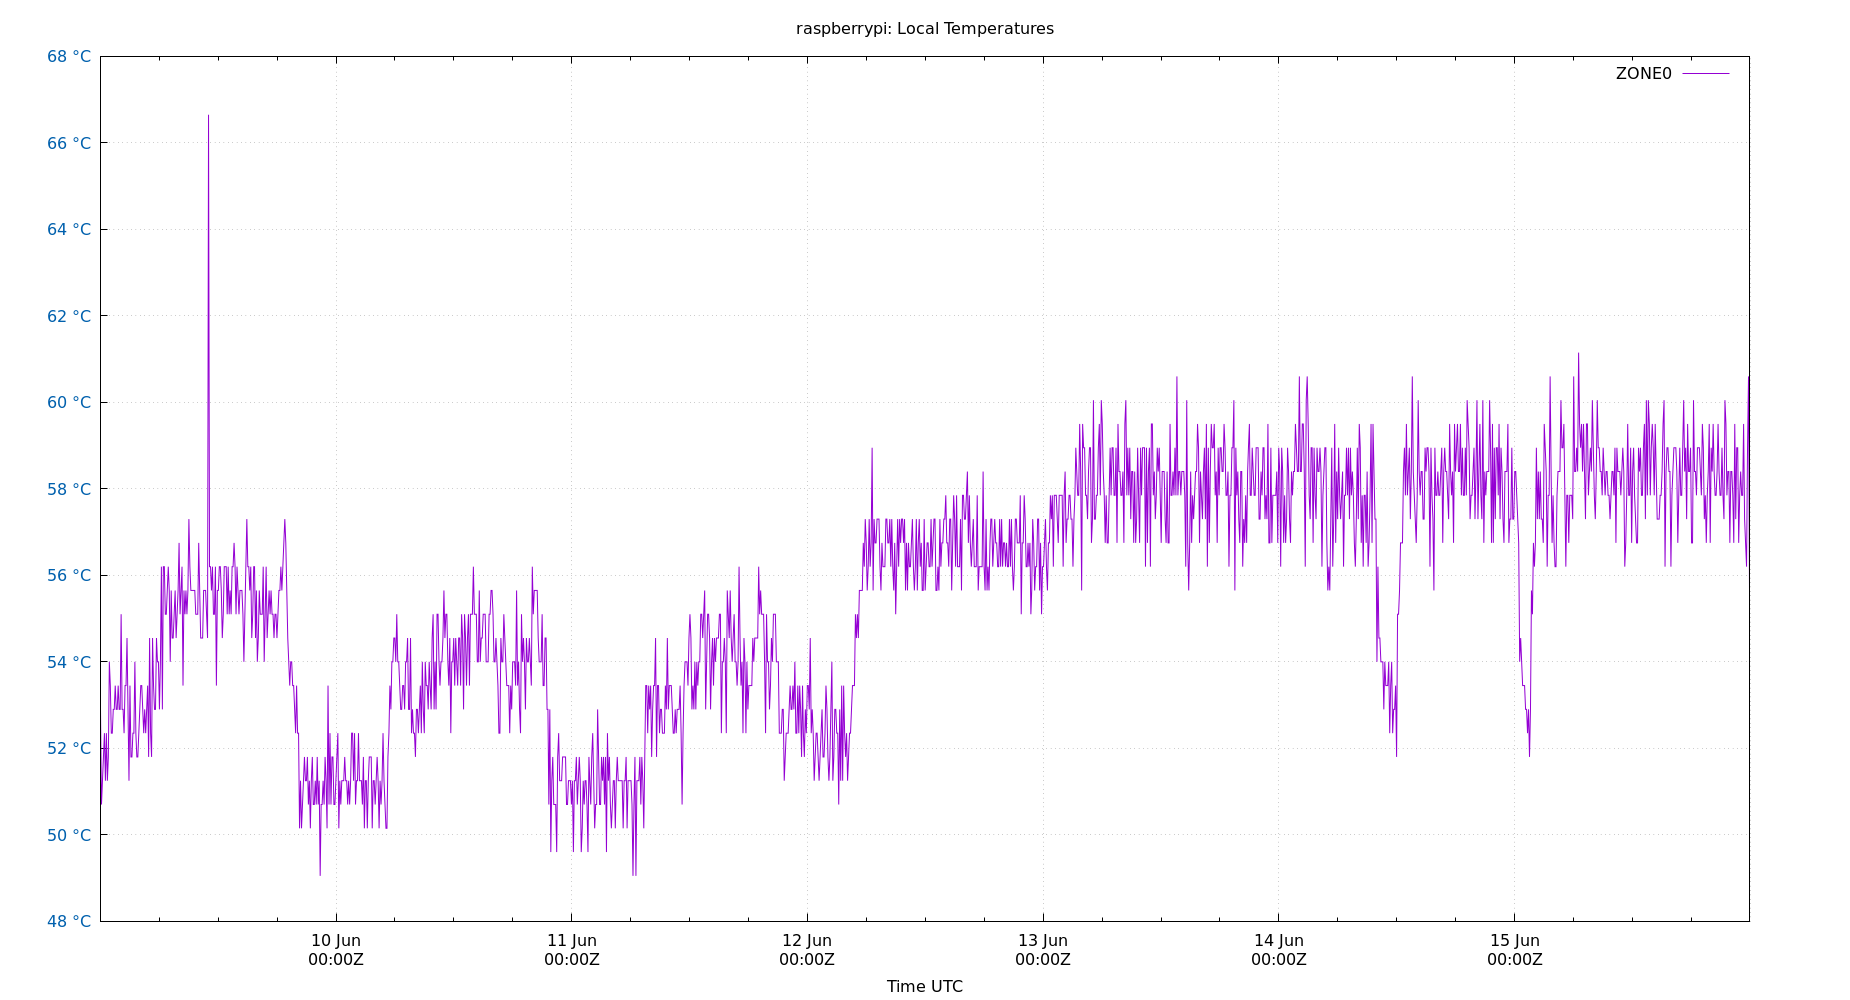 raspberrypi: Local Temperatures
68 °C
ZONE0
66 °C
64 °C
62 °C
60 °C
58 °C
56 °C
54 °C
52 °C
50 °C
48 °C
10 Jun 11 Jun 12 Jun 13 Jun 14 Jun 15 Jun
00:00Z 00:00Z 00:00Z 00:00Z 00:00Z 00:00Z
Time UTC